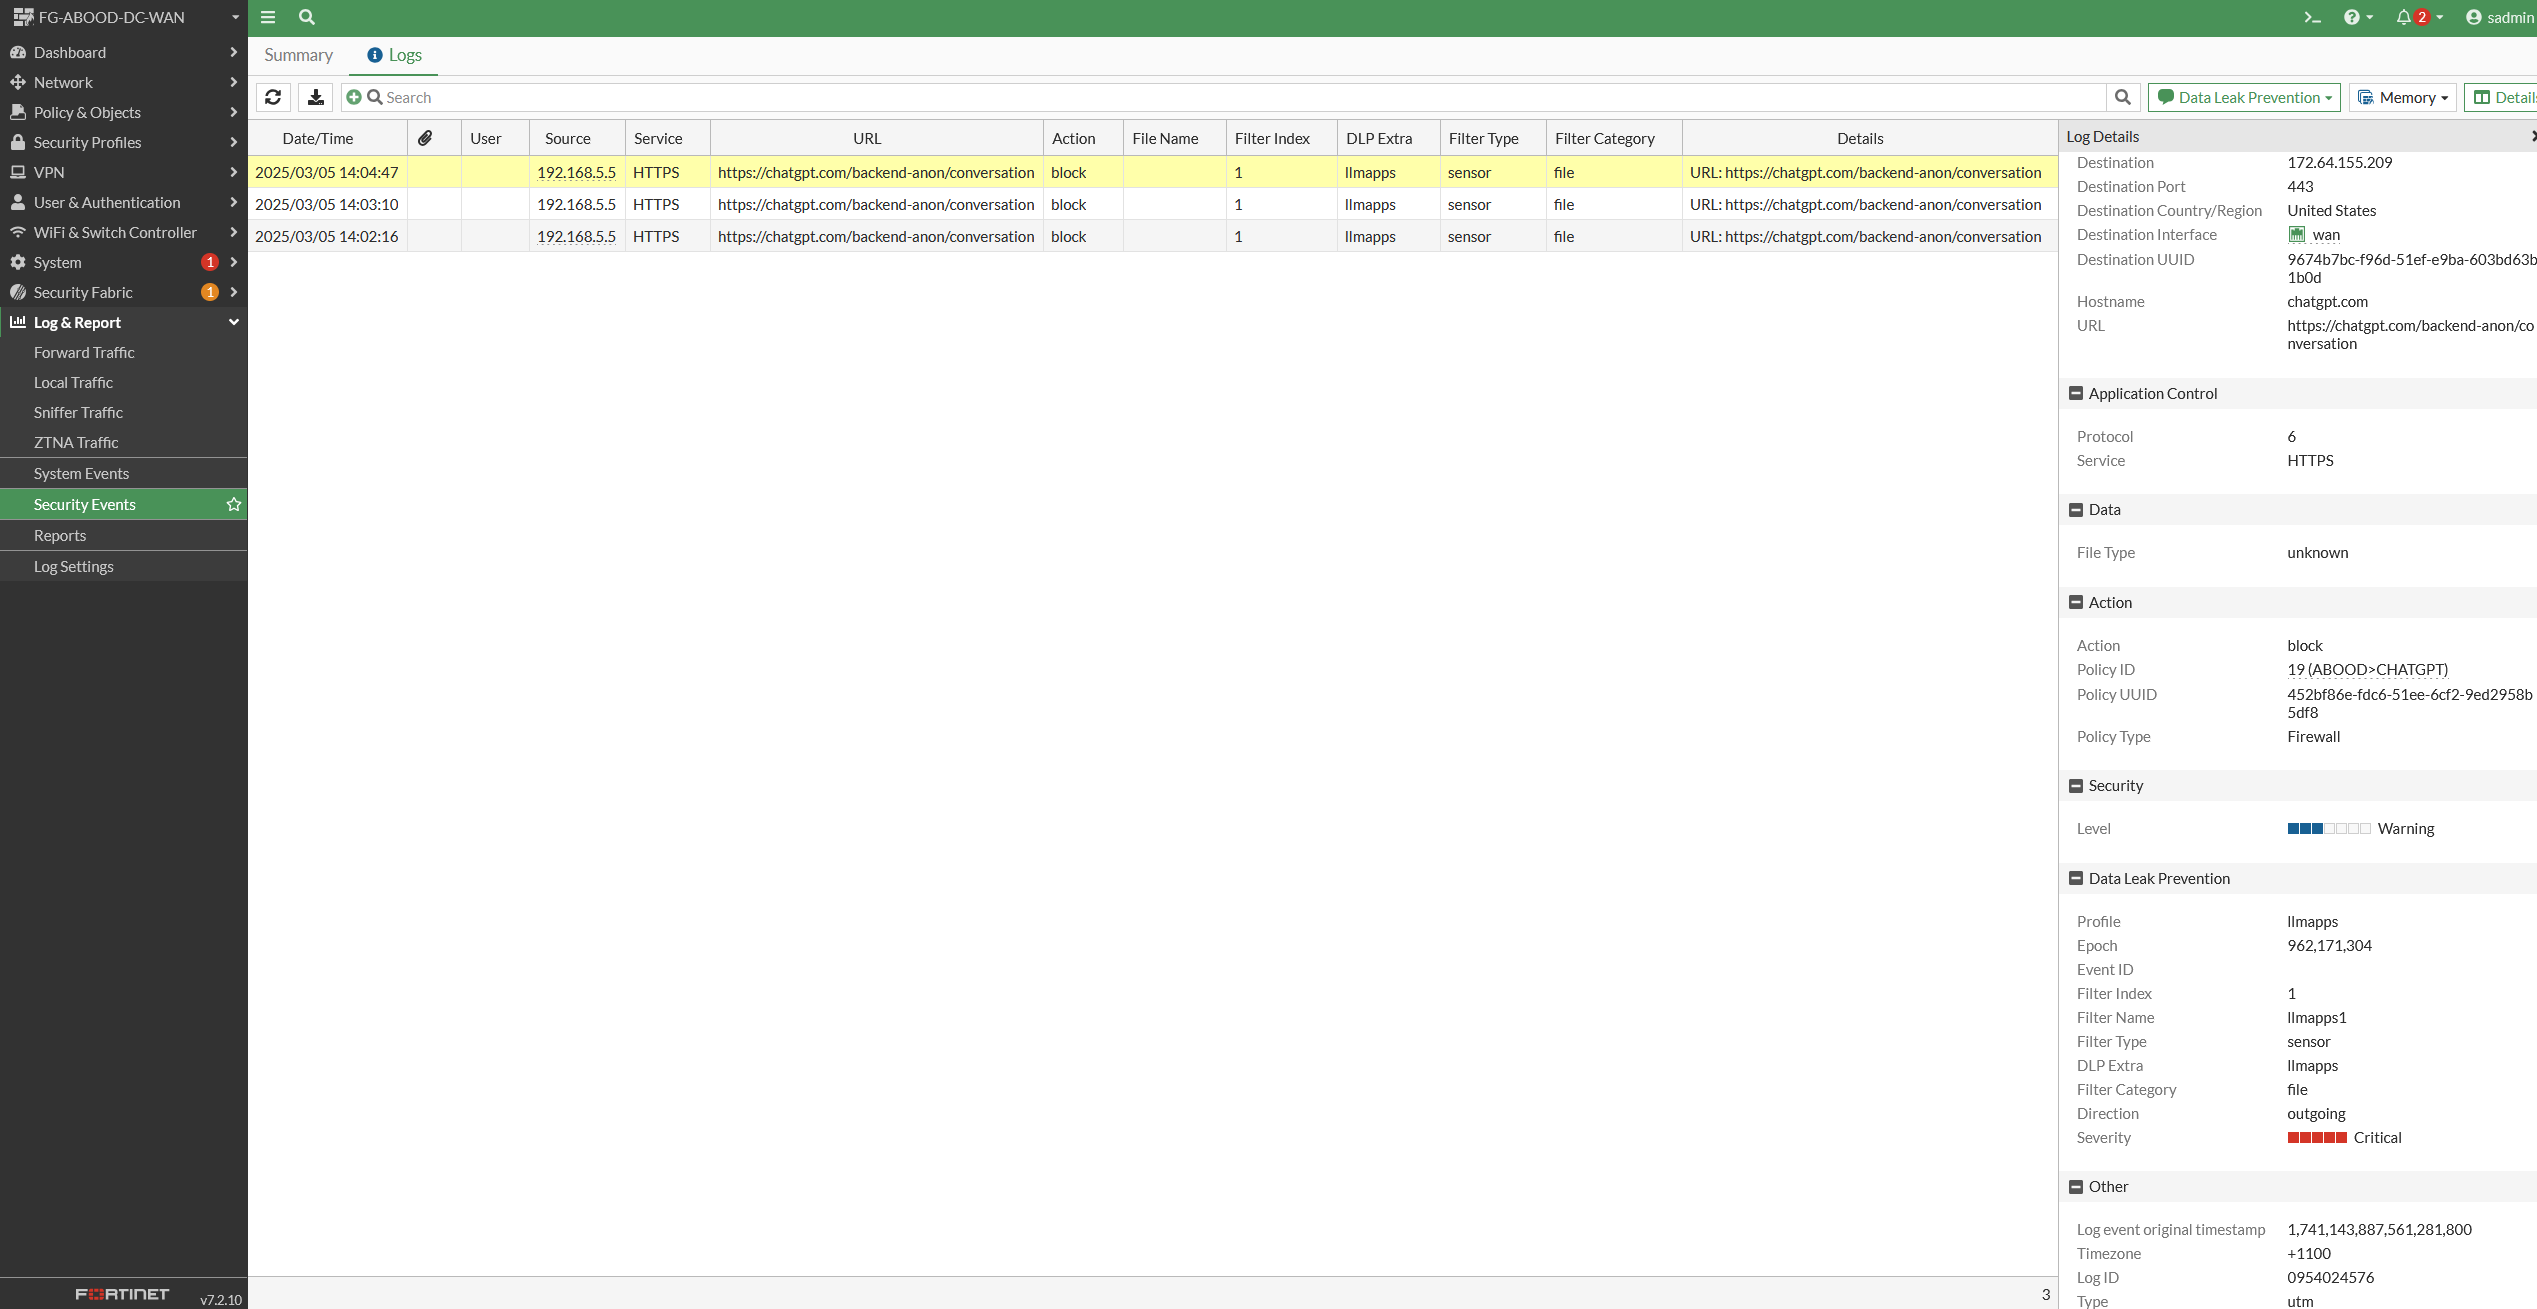 FG-ABOOD-DC-WAN
Dashboard
Network
Policy & Objects
Security Profiles
VPN
User & Authentication
WiFi & Switch Controller
System 1
Security Fabric 1
Log & Report
Forward Traffic
Local Traffic
Sniffer Traffic
ZTNA Traffic
System Events
Security Events
Reports
Log Settings
FORTINET v7.2.10
2 sadmin
Summary Logs
Search Data Leak Prevention Memory Details
Date/Time User Source Service URL Action File Name Filter Index DLP Extra Filter Type Filter Category Details
2025/03/05 14:04:47 192.168.5.5 HTTPS https://chatgpt.com/backend-anon/conversation block 1 llmapps sensor file URL: https://chatgpt.com/backend-anon/conversation
2025/03/05 14:03:10 192.168.5.5 HTTPS https://chatgpt.com/backend-anon/conversation block 1 llmapps sensor file URL: https://chatgpt.com/backend-anon/conversation
2025/03/05 14:02:16 192.168.5.5 HTTPS https://chatgpt.com/backend-anon/conversation block 1 llmapps sensor file URL: https://chatgpt.com/backend-anon/conversation
3
Log Details
Destination 172.64.155.209
Destination Port 443
Destination Country/Region United States
Destination Interface wan
Destination UUID 9674b7bc-f96d-51ef-e9ba-603bd63b
1b0d
Hostname chatgpt.com
URL https://chatgpt.com/backend-anon/co
nversation
Application Control
Protocol 6
Service HTTPS
Data
File Type unknown
Action
Action block
Policy ID 19 (ABOOD>CHATGPT)
Policy UUID 452bf86e-fdc6-51ee-6cf2-9ed2958b
5df8
Policy Type Firewall
Security
Level Warning
Data Leak Prevention
Profile llmapps
Epoch 962,171,304
Event ID
Filter Index 1
Filter Name llmapps1
Filter Type sensor
DLP Extra llmapps
Filter Category file
Direction outgoing
Severity Critical
Other
Log event original timestamp 1,741,143,887,561,281,800
Timezone +1100
Log ID 0954024576
Type utm